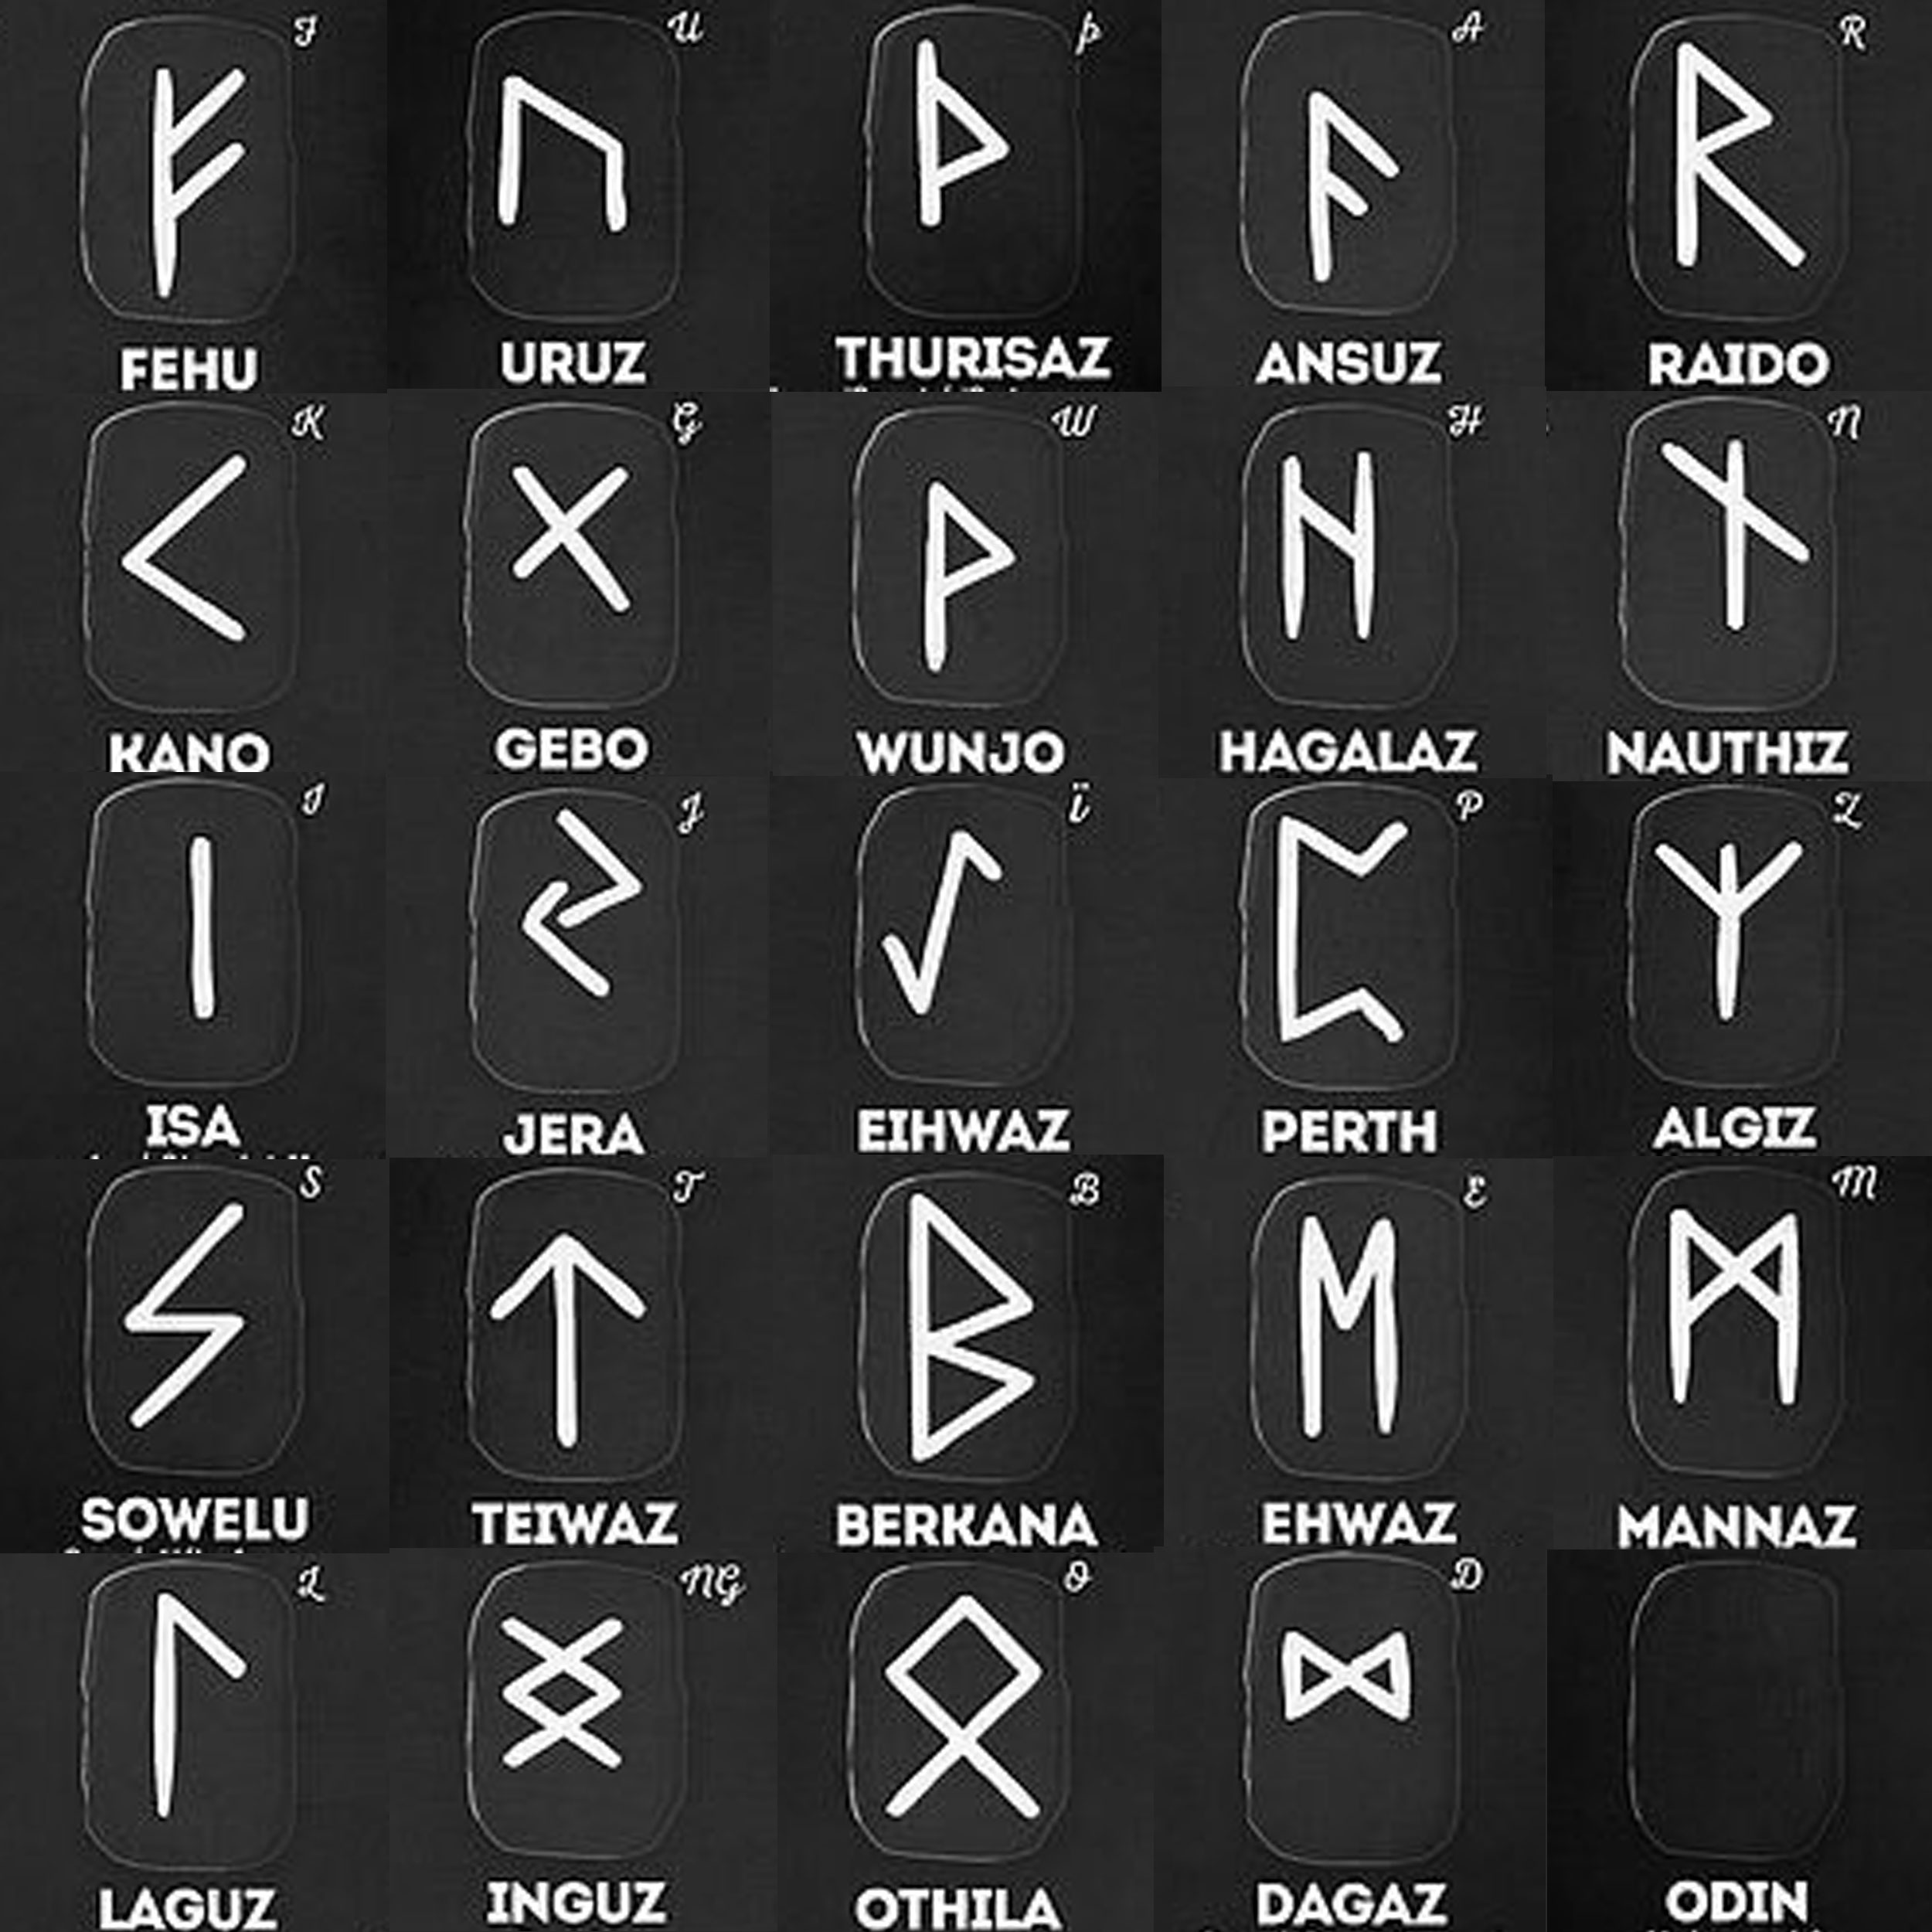 F U þ A R
ᚠ ᚢ ᚦ ᚨ ᚱ
FEHU URUZ THURISAZ ANSUZ RAIDO
K G W H N
ᚲ ᚷ ᚹ ᚺ ᚾ
KANO GEBO WUNJO HAGALAZ NAUTHIZ
I J ï P Z
ᛁ ᛃ ᛇ ᛈ ᛉ
ISA JERA EIHWAZ PERTH ALGIZ
S T B E M
ᛊ ᛏ ᛒ ᛖ ᛗ
SOWELU TEIWAZ BERKANA EHWAZ MANNAZ
L NG O D
ᛚ ᛝ ᛟ ᛞ
LAGUZ INGUZ OTHILA DAGAZ ODIN